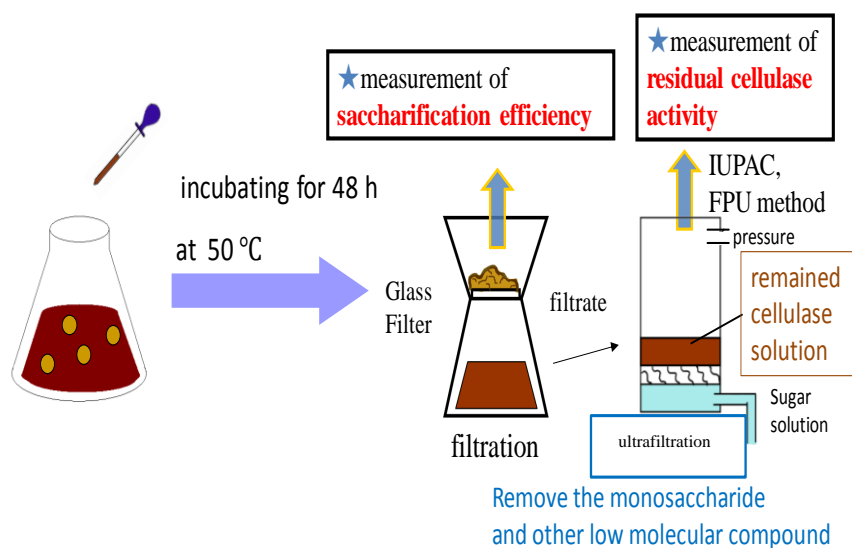 ★measurement of
saccharification efficiency
★measurement of
residual cellulase
activity
incubating for 48 h
at 50 °C
IUPAC,
FPU method
pressure
Glass
Filter
filtrate
remained
cellulase
solution
Sugar
solution
filtration
ultrafiltration
Remove the monosaccharide
and other low molecular compound